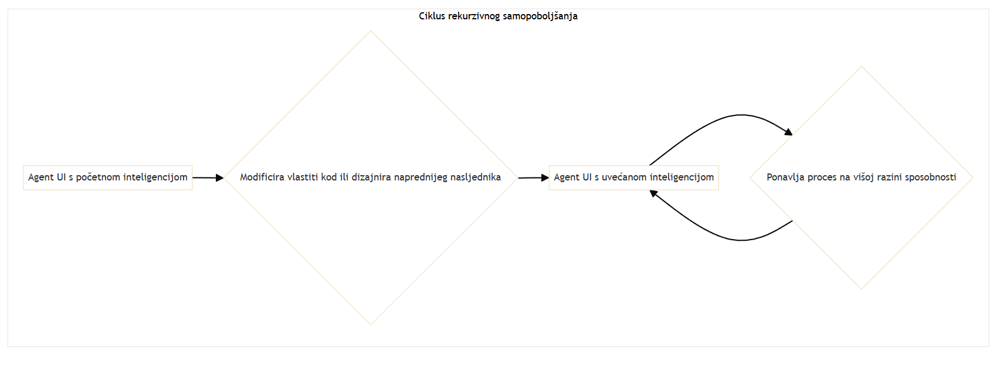 Ciklus rekurzivnog samopoboljšanja
Agent UI s početnom inteligencijom
Modificira vlastiti kod ili dizajnira naprednijeg nasljednika
Agent UI s uvećanom inteligencijom
Ponavlja proces na višoj razini sposobnosti